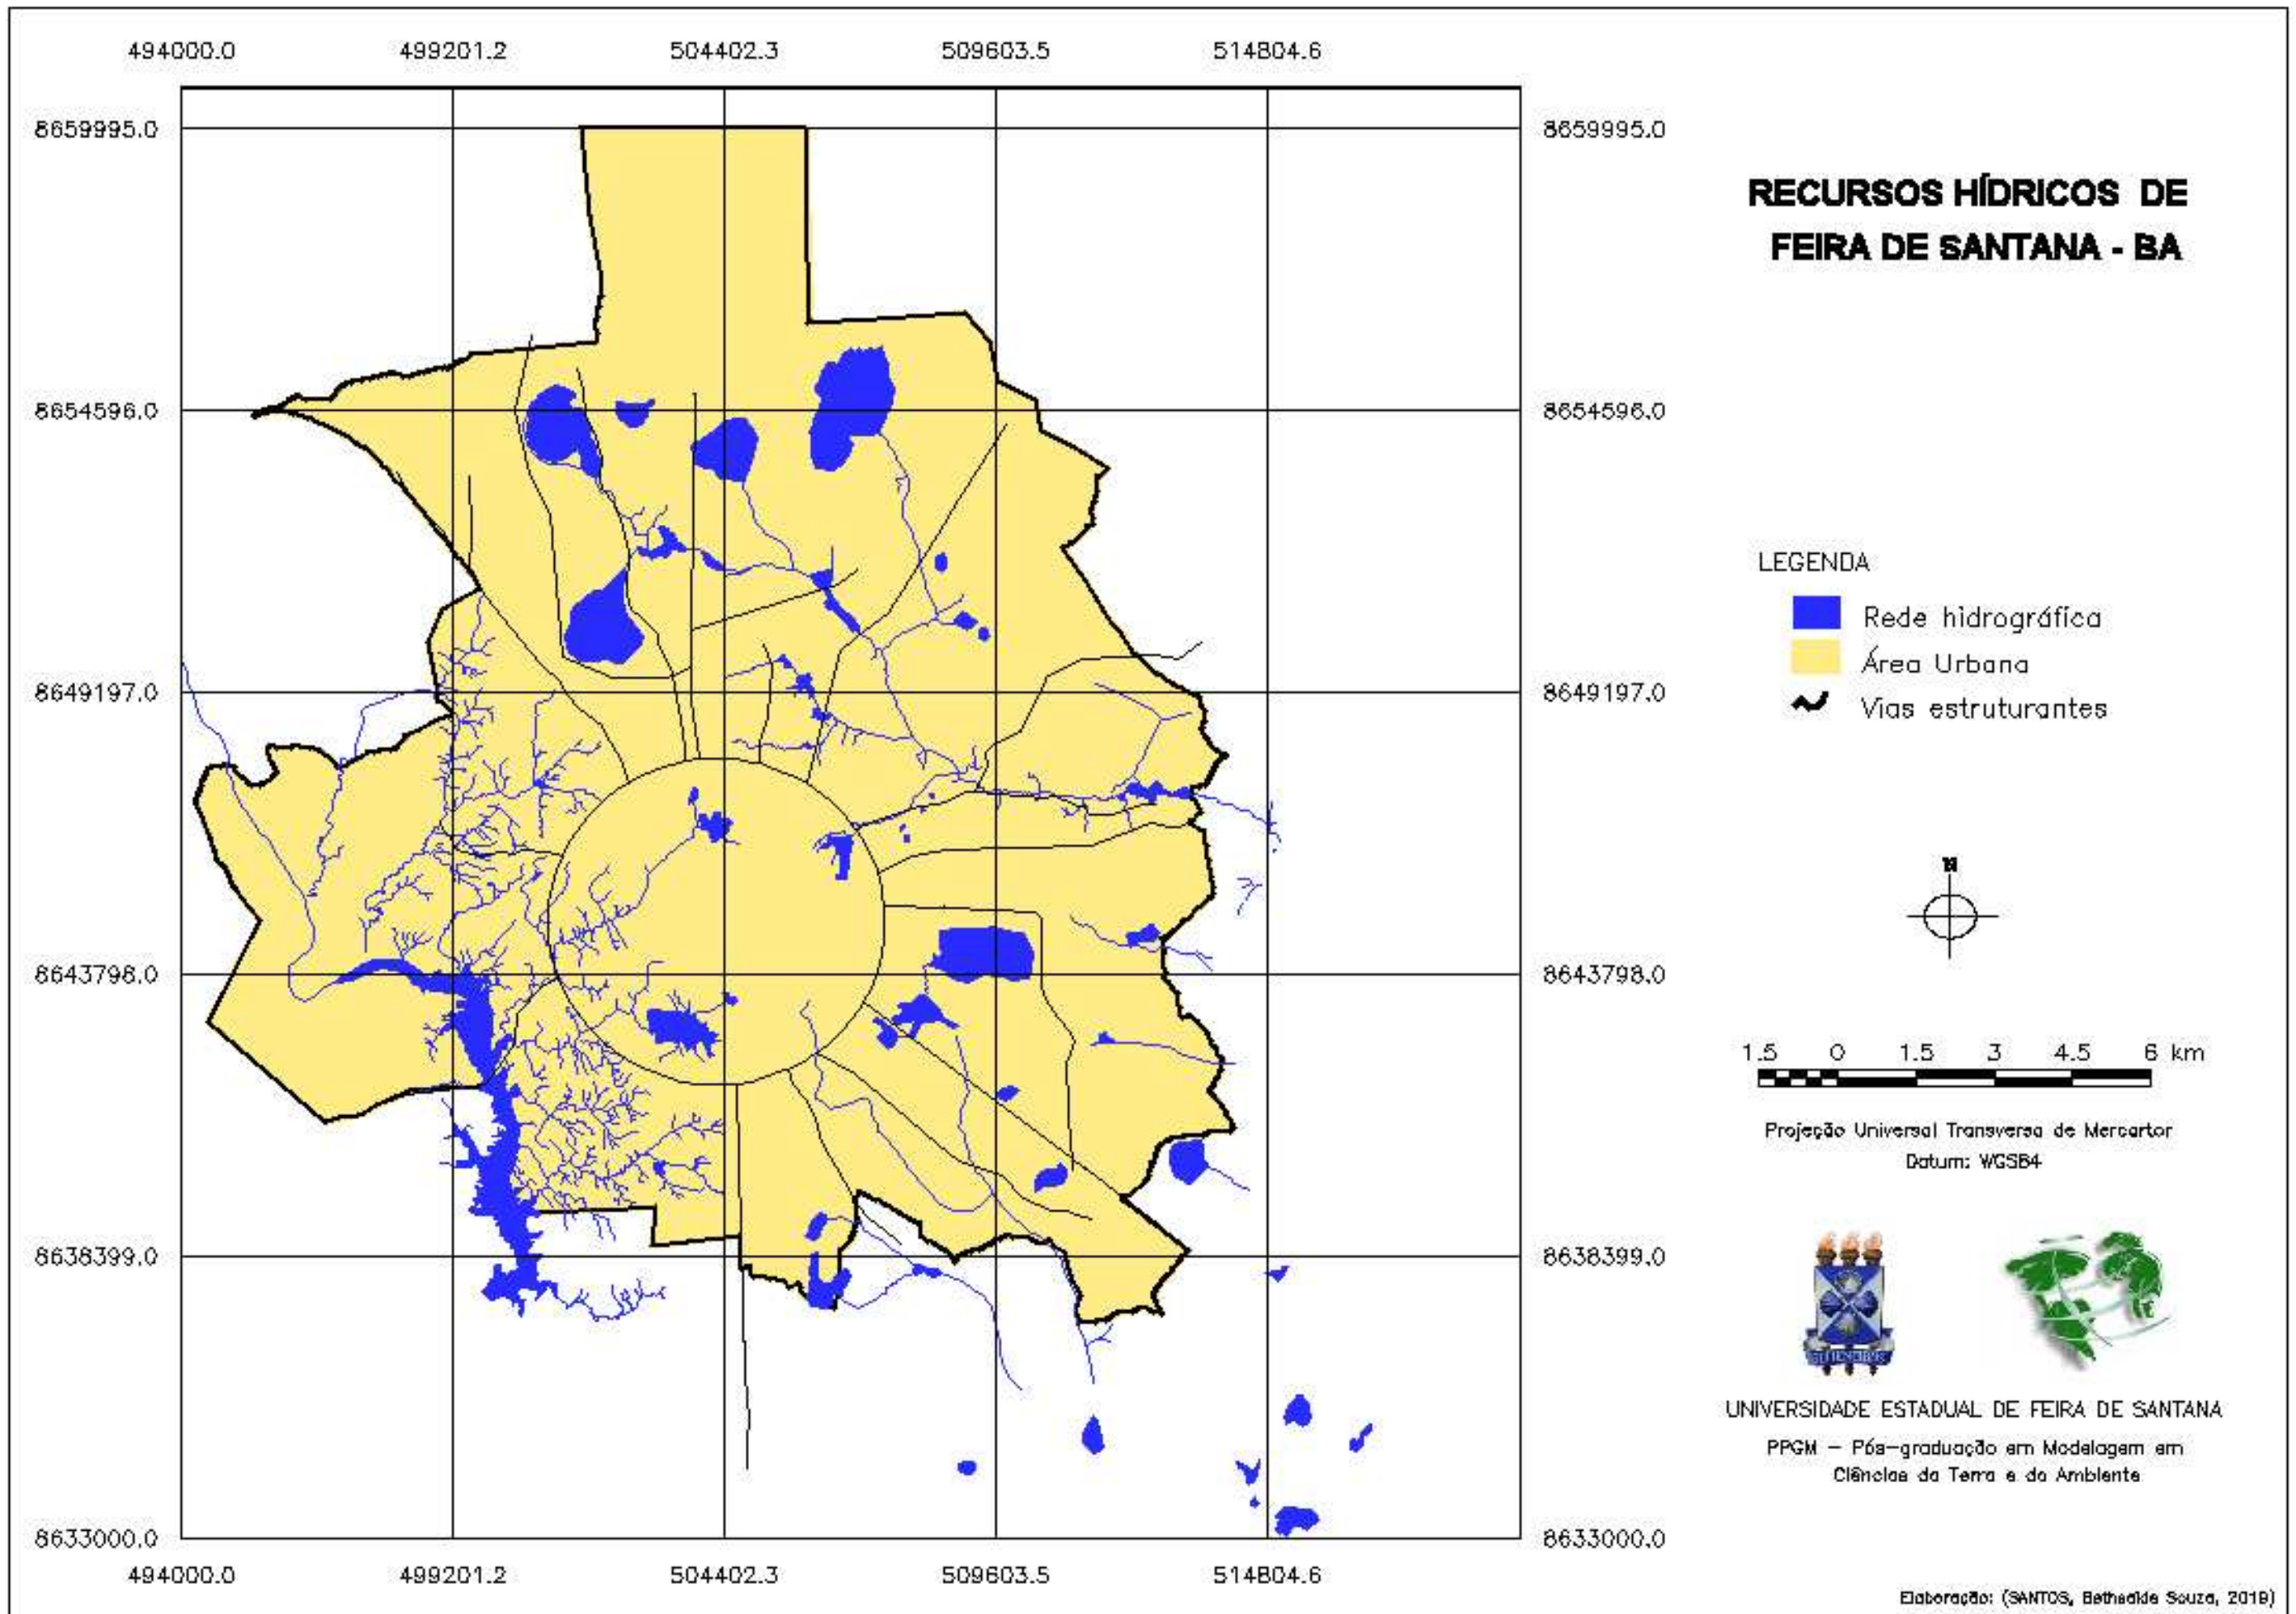 494000.0 499201.2 504402.3 509603.5 514804.6
8659995.0 8659995.0
RECURSOS HÍDRICOS DE
FEIRA DE SANTANA - BA
8654596.0 8654596.0
LEGENDA
Rede hidrográfica
Área Urbana
Vias estruturantes
8649197.0 8649197.0
N
8643798.0 8643798.0
1.5 0 1.5 3 4.5 6 km
Projeção Universal Transversa de Mercartor
Datum: WGS84
8638399.0 8638399.0
UNIVERSIDADE ESTADUAL DE FEIRA DE SANTANA
PPGM – Pós-graduação em Modelagem em
Ciências da Terra e do Ambiente
8633000.0 8633000.0
494000.0 499201.2 504402.3 509603.5 514804.6
Elaboração: (SANTOS, Souza, 2019)